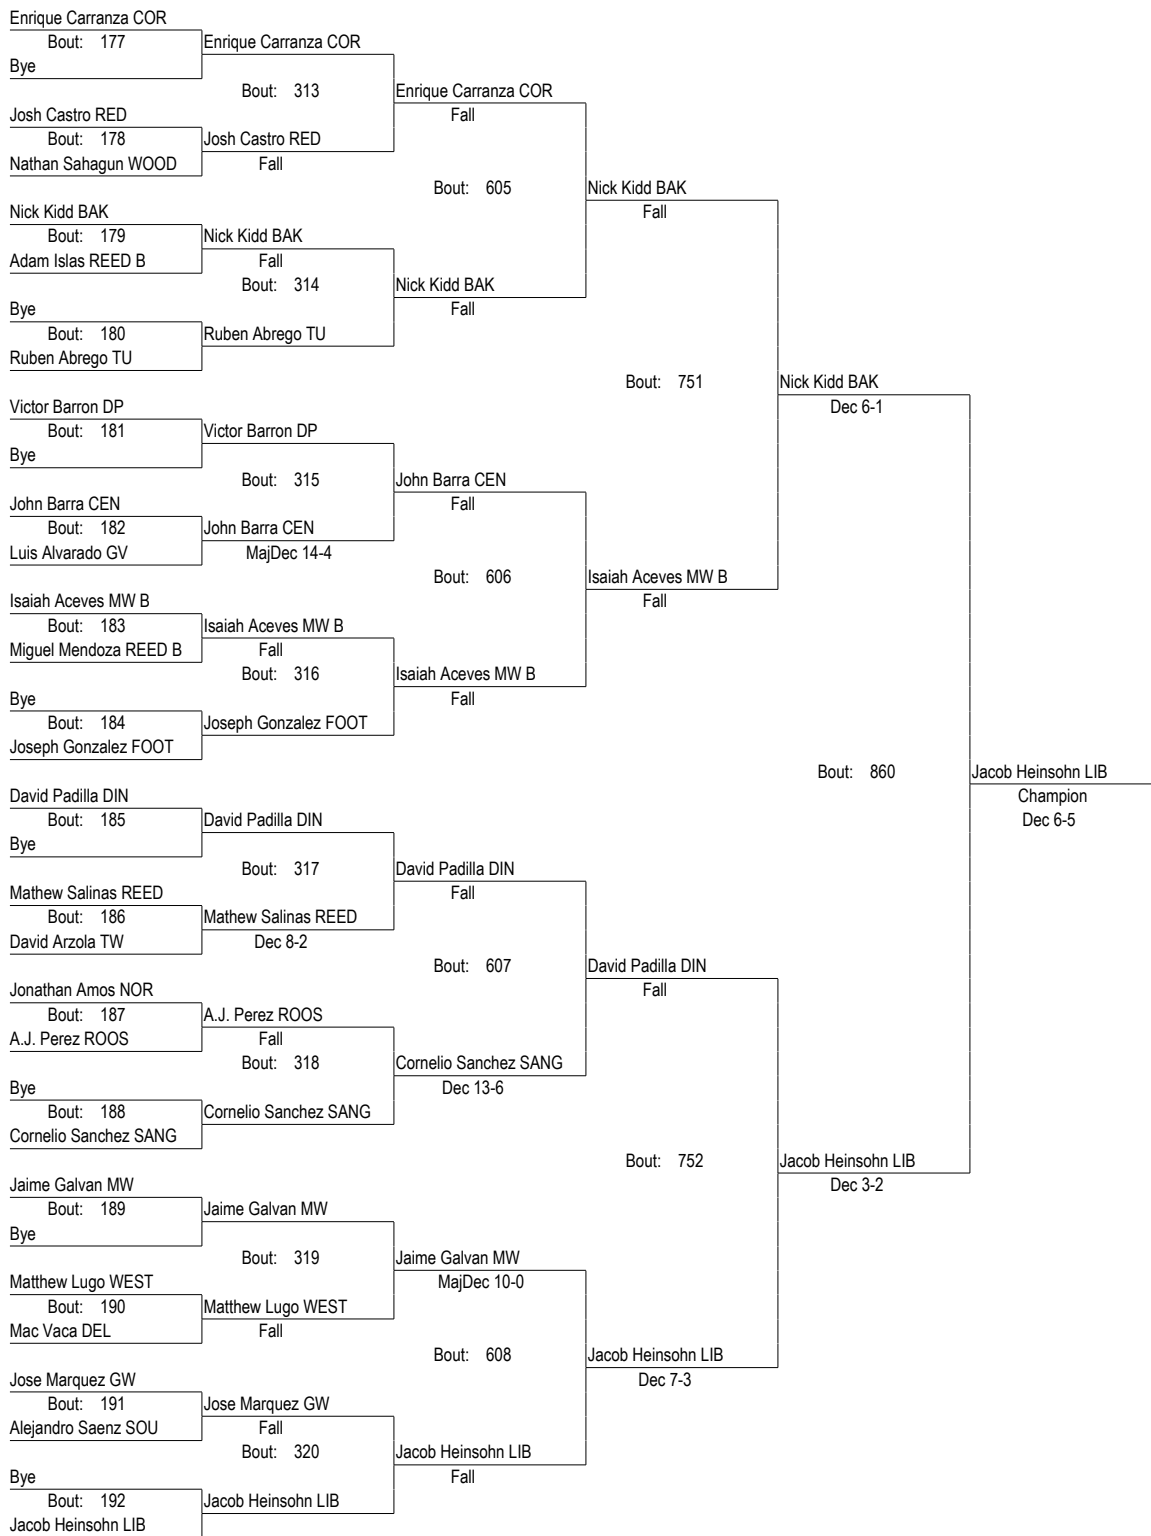 Enrique Carranza COR
Bout: 177
Enrique Carranza COR
Bye
Bout: 313
Enrique Carranza COR
Josh Castro RED
Fall
Bout: 178
Josh Castro RED
Nathan Sahagun WOOD
Fall
Bout: 605
Nick Kidd BAK
Nick Kidd BAK
Fall
Bout: 179
Nick Kidd BAK
Adam Islas REED B
Fall
Bout: 314
Nick Kidd BAK
Bye
Fall
Bout: 180
Ruben Abrego TU
Ruben Abrego TU
Bout: 751
Nick Kidd BAK
Victor Barron DP
Dec 6-1
Bout: 181
Victor Barron DP
Bye
Bout: 315
John Barra CEN
John Barra CEN
Fall
Bout: 182
John Barra CEN
Luis Alvarado GV
MajDec 14-4
Bout: 606
Isaiah Aceves MW B
Isaiah Aceves MW B
Fall
Bout: 183
Isaiah Aceves MW B
Miguel Mendoza REED B
Fall
Bout: 316
Isaiah Aceves MW B
Bye
Fall
Bout: 184
Joseph Gonzalez FOOT
Joseph Gonzalez FOOT
Bout: 860
Jacob Heinsohn LIB
David Padilla DIN
Champion
Bout: 185
David Padilla DIN
Dec 6-5
Bye
Bout: 317
David Padilla DIN
Mathew Salinas REED
Fall
Bout: 186
Mathew Salinas REED
David Arzola TW
Dec 8-2
Bout: 607
David Padilla DIN
Jonathan Amos NOR
Fall
Bout: 187
A.J. Perez ROOS
A.J. Perez ROOS
Fall
Bout: 318
Cornelio Sanchez SANG
Bye
Dec 13-6
Bout: 188
Cornelio Sanchez SANG
Cornelio Sanchez SANG
Bout: 752
Jacob Heinsohn LIB
Jaime Galvan MW
Dec 3-2
Bout: 189
Jaime Galvan MW
Bye
Bout: 319
Jaime Galvan MW
Matthew Lugo WEST
MajDec 10-0
Bout: 190
Matthew Lugo WEST
Mac Vaca DEL
Fall
Bout: 608
Jacob Heinsohn LIB
Jose Marquez GW
Dec 7-3
Bout: 191
Jose Marquez GW
Alejandro Saenz SOU
Fall
Bout: 320
Jacob Heinsohn LIB
Bye
Fall
Bout: 192
Jacob Heinsohn LIB
Jacob Heinsohn LIB